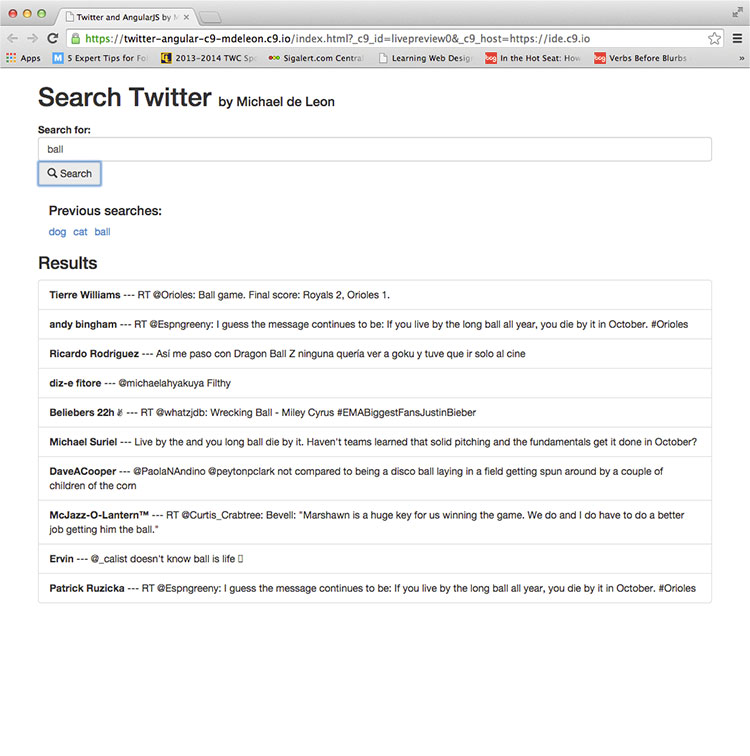 Twitter and AngularJS by M
https://twitter-angular-c9-mdeleon.c9.io/index.html?_c9_id=livepreview0&_c9_host=https://ide.c9.io
Apps 5 Expert Tips for Fol 2013-2014 TWC Spo Sigalert.com Central Learning Web Design bog In the Hot Seat: How bog Verbs Before Blurbs »
Search Twitter by Michael de Leon
Search for:
ball
Search
Previous searches:
dog cat ball
Results
Tierre Williams --- RT @Orioles: Ball game. Final score: Royals 2, Orioles 1.
andy bingham --- RT @Espngreeny: I guess the message continues to be: If you live by the long ball all year, you die by it in October. #Orioles
Ricardo Rodriguez --- Así me paso con Dragon Ball Z ninguna quería ver a goku y tuve que ir solo al cine
diz-e fitore --- @michaelahyakuya Filthy
Beliebers 22h ✌ --- RT @whatzjdb: Wrecking Ball - Miley Cyrus #EMABiggestFansJustinBieber
Michael Suriel --- Live by the and you long ball die by it. Haven't teams learned that solid pitching and the fundamentals get it done in October?
DaveACooper --- @PaolaNAndino @peytonpclark not compared to being a disco ball laying in a field getting spun around by a couple of
children of the corn
McJazz-O-Lantern™ --- RT @Curtis_Crabtree: Bevell: "Marshawn is a huge key for us winning the game. We do and I do have to do a better
job getting him the ball."
Ervin --- @_calist doesn't know ball is life
Patrick Ruzicka --- RT @Espngreeny: I guess the message continues to be: If you live by the long ball all year, you die by it in October. #Orioles